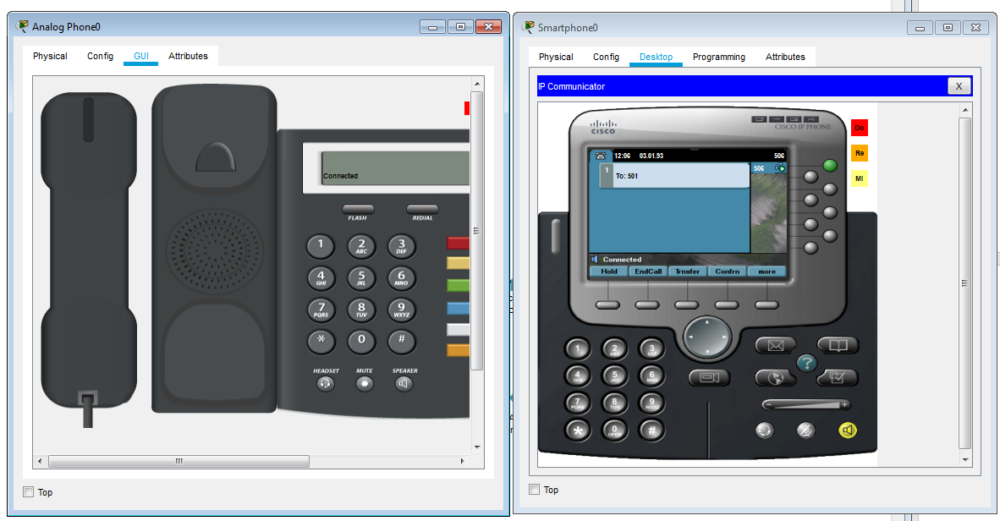 Analog Phone0
Physical Config GUI Attributes
Connected
FLASH REDIAL
1 2 ABC 3 DEF
4 GHI 5 JKL 6 MNO
7 PQRS 8 TUV 9 WXYZ
* 0 #
HEADSET MUTE SPEAKER
Top
Smartphone0
Physical Config Desktop Programming Attributes
IP Communicator X
CISCO
CISCO IP PHONE
Do
Re
MI
12:06 03.01.93 506
506
1 To: 501
Connected
Hold EndCall Trnsfer Confrn more
1 2 ABC 3 DEF
4 GHI 5 JKL 6 MNO
7 PQRS 8 TUV 9 WXYZ
* 0 OPER #
?
- +
Top